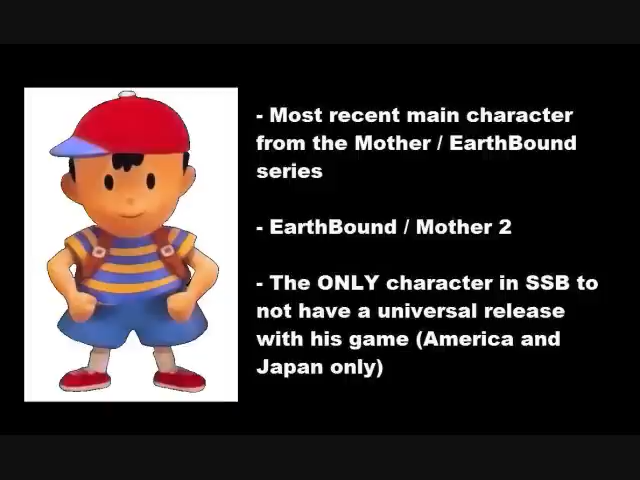 - Most recent main character
from the Mother / EarthBound
series
- EarthBound / Mother 2
- The ONLY character in SSB to
not have a universal release
with his game (America and
Japan only)